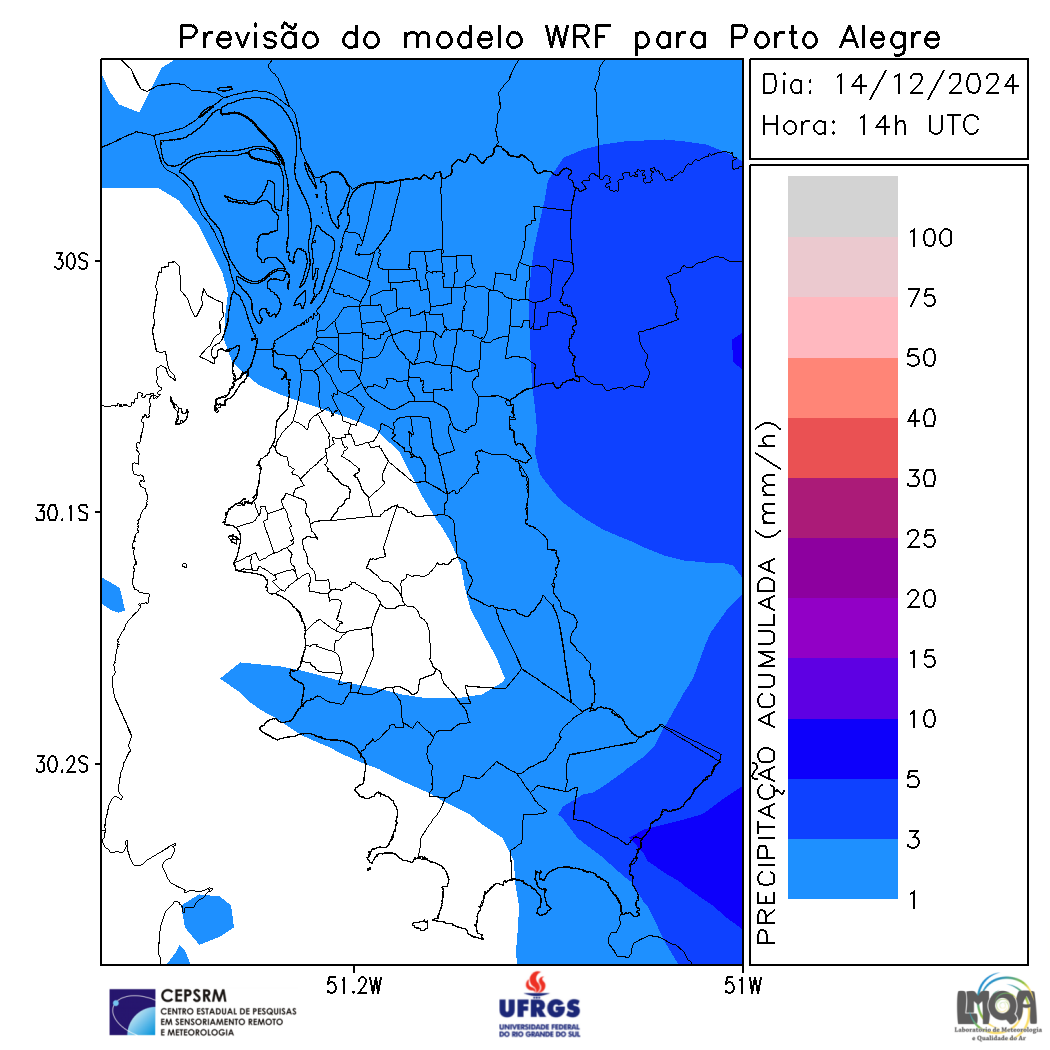 Previsão do modelo WRF para Porto Alegre
Dia: 14/12/2024
Hora: 14h UTC
30S
30.1S
30.2S
51.2W
51W
PRECIPITAÇÃO ACUMULADA (mm/h)
100
75
50
40
30
25
20
15
10
5
3
1
CEPSRM
CENTRO ESTADUAL DE PESQUISAS
EM SENSORIAMENTO REMOTO
E METEOROLOGIA
UFRGS
UNIVERSIDADE FEDERAL
DO RIO GRANDE DO SUL
LMQA
Laboratório de Meteorologia
e Qualidade do Ar